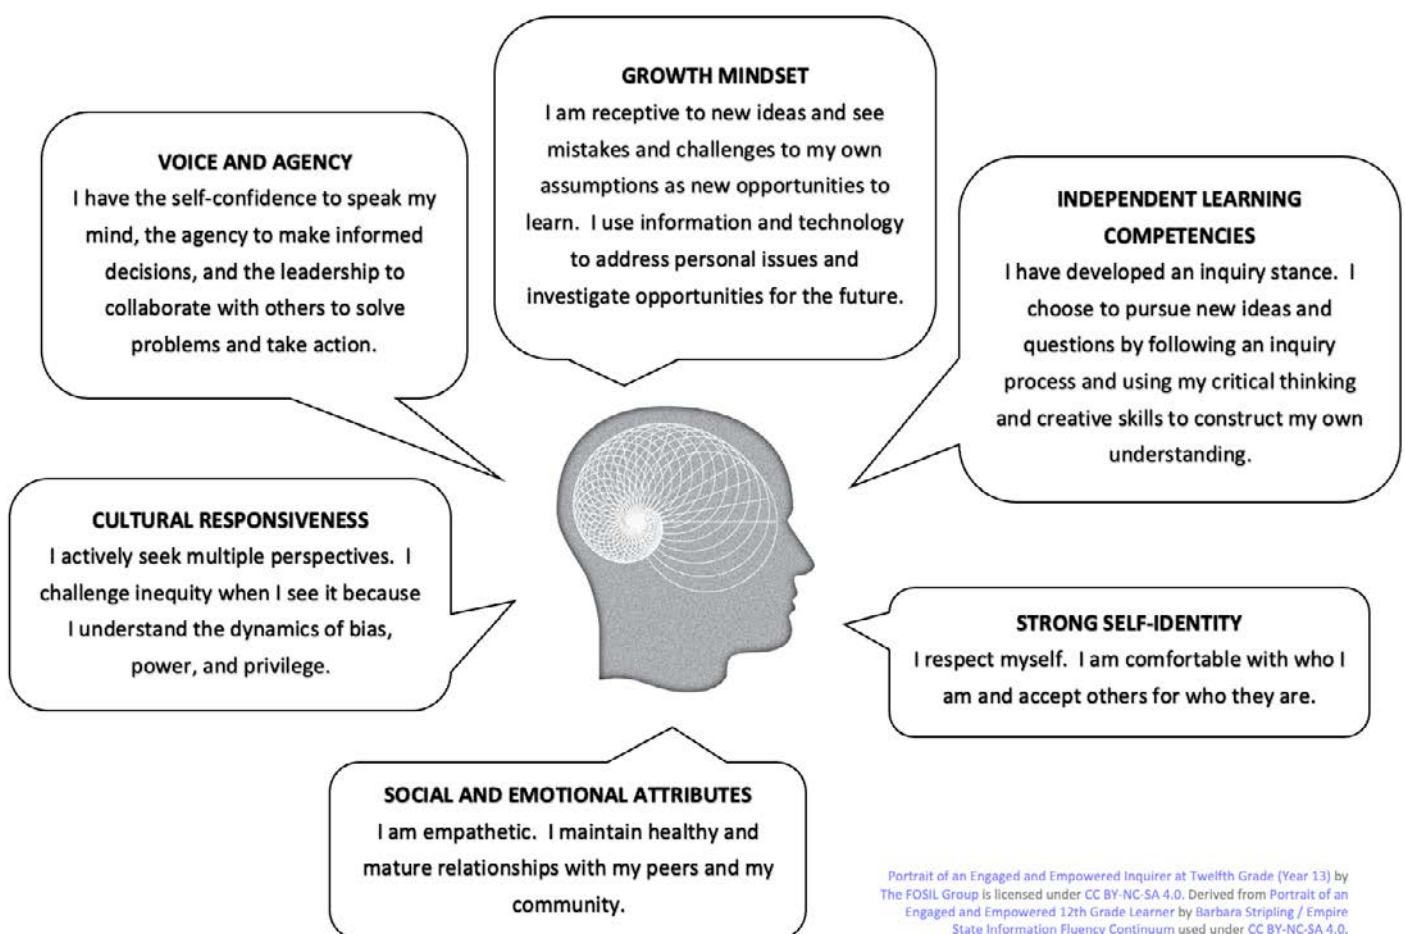 GROWTH MINDSET
I am receptive to new ideas and see
mistakes and challenges to my own
assumptions as new opportunities to
learn.  I use information and technology
to address personal issues and
investigate opportunities for the future.
VOICE AND AGENCY
I have the self-confidence to speak my
mind, the agency to make informed
decisions, and the leadership to
collaborate with others to solve
problems and take action.
INDEPENDENT LEARNING
COMPETENCIES
I have developed an inquiry stance.  I
choose to pursue new ideas and
questions by following an inquiry
process and using my critical thinking
and creative skills to construct my own
understanding.
CULTURAL RESPONSIVENESS
I actively seek multiple perspectives.  I
challenge inequity when I see it because
I understand the dynamics of bias,
power, and privilege.
STRONG SELF-IDENTITY
I respect myself.  I am comfortable with who I
am and accept others for who they are.
SOCIAL AND EMOTIONAL ATTRIBUTES
I am empathetic.  I maintain healthy and
mature relationships with my peers and my
community.
Portrait of an Engaged and Empowered Inquirer at Twelfth Grade (Year 13) by
The FOSIL Group is licensed under CC BY-NC-SA 4.0. Derived from Portrait of an
Engaged and Empowered 12th Grade Learner by Barbara Stripling / Empire
State Information Fluency Continuum used under CC BY-NC-SA 4.0.